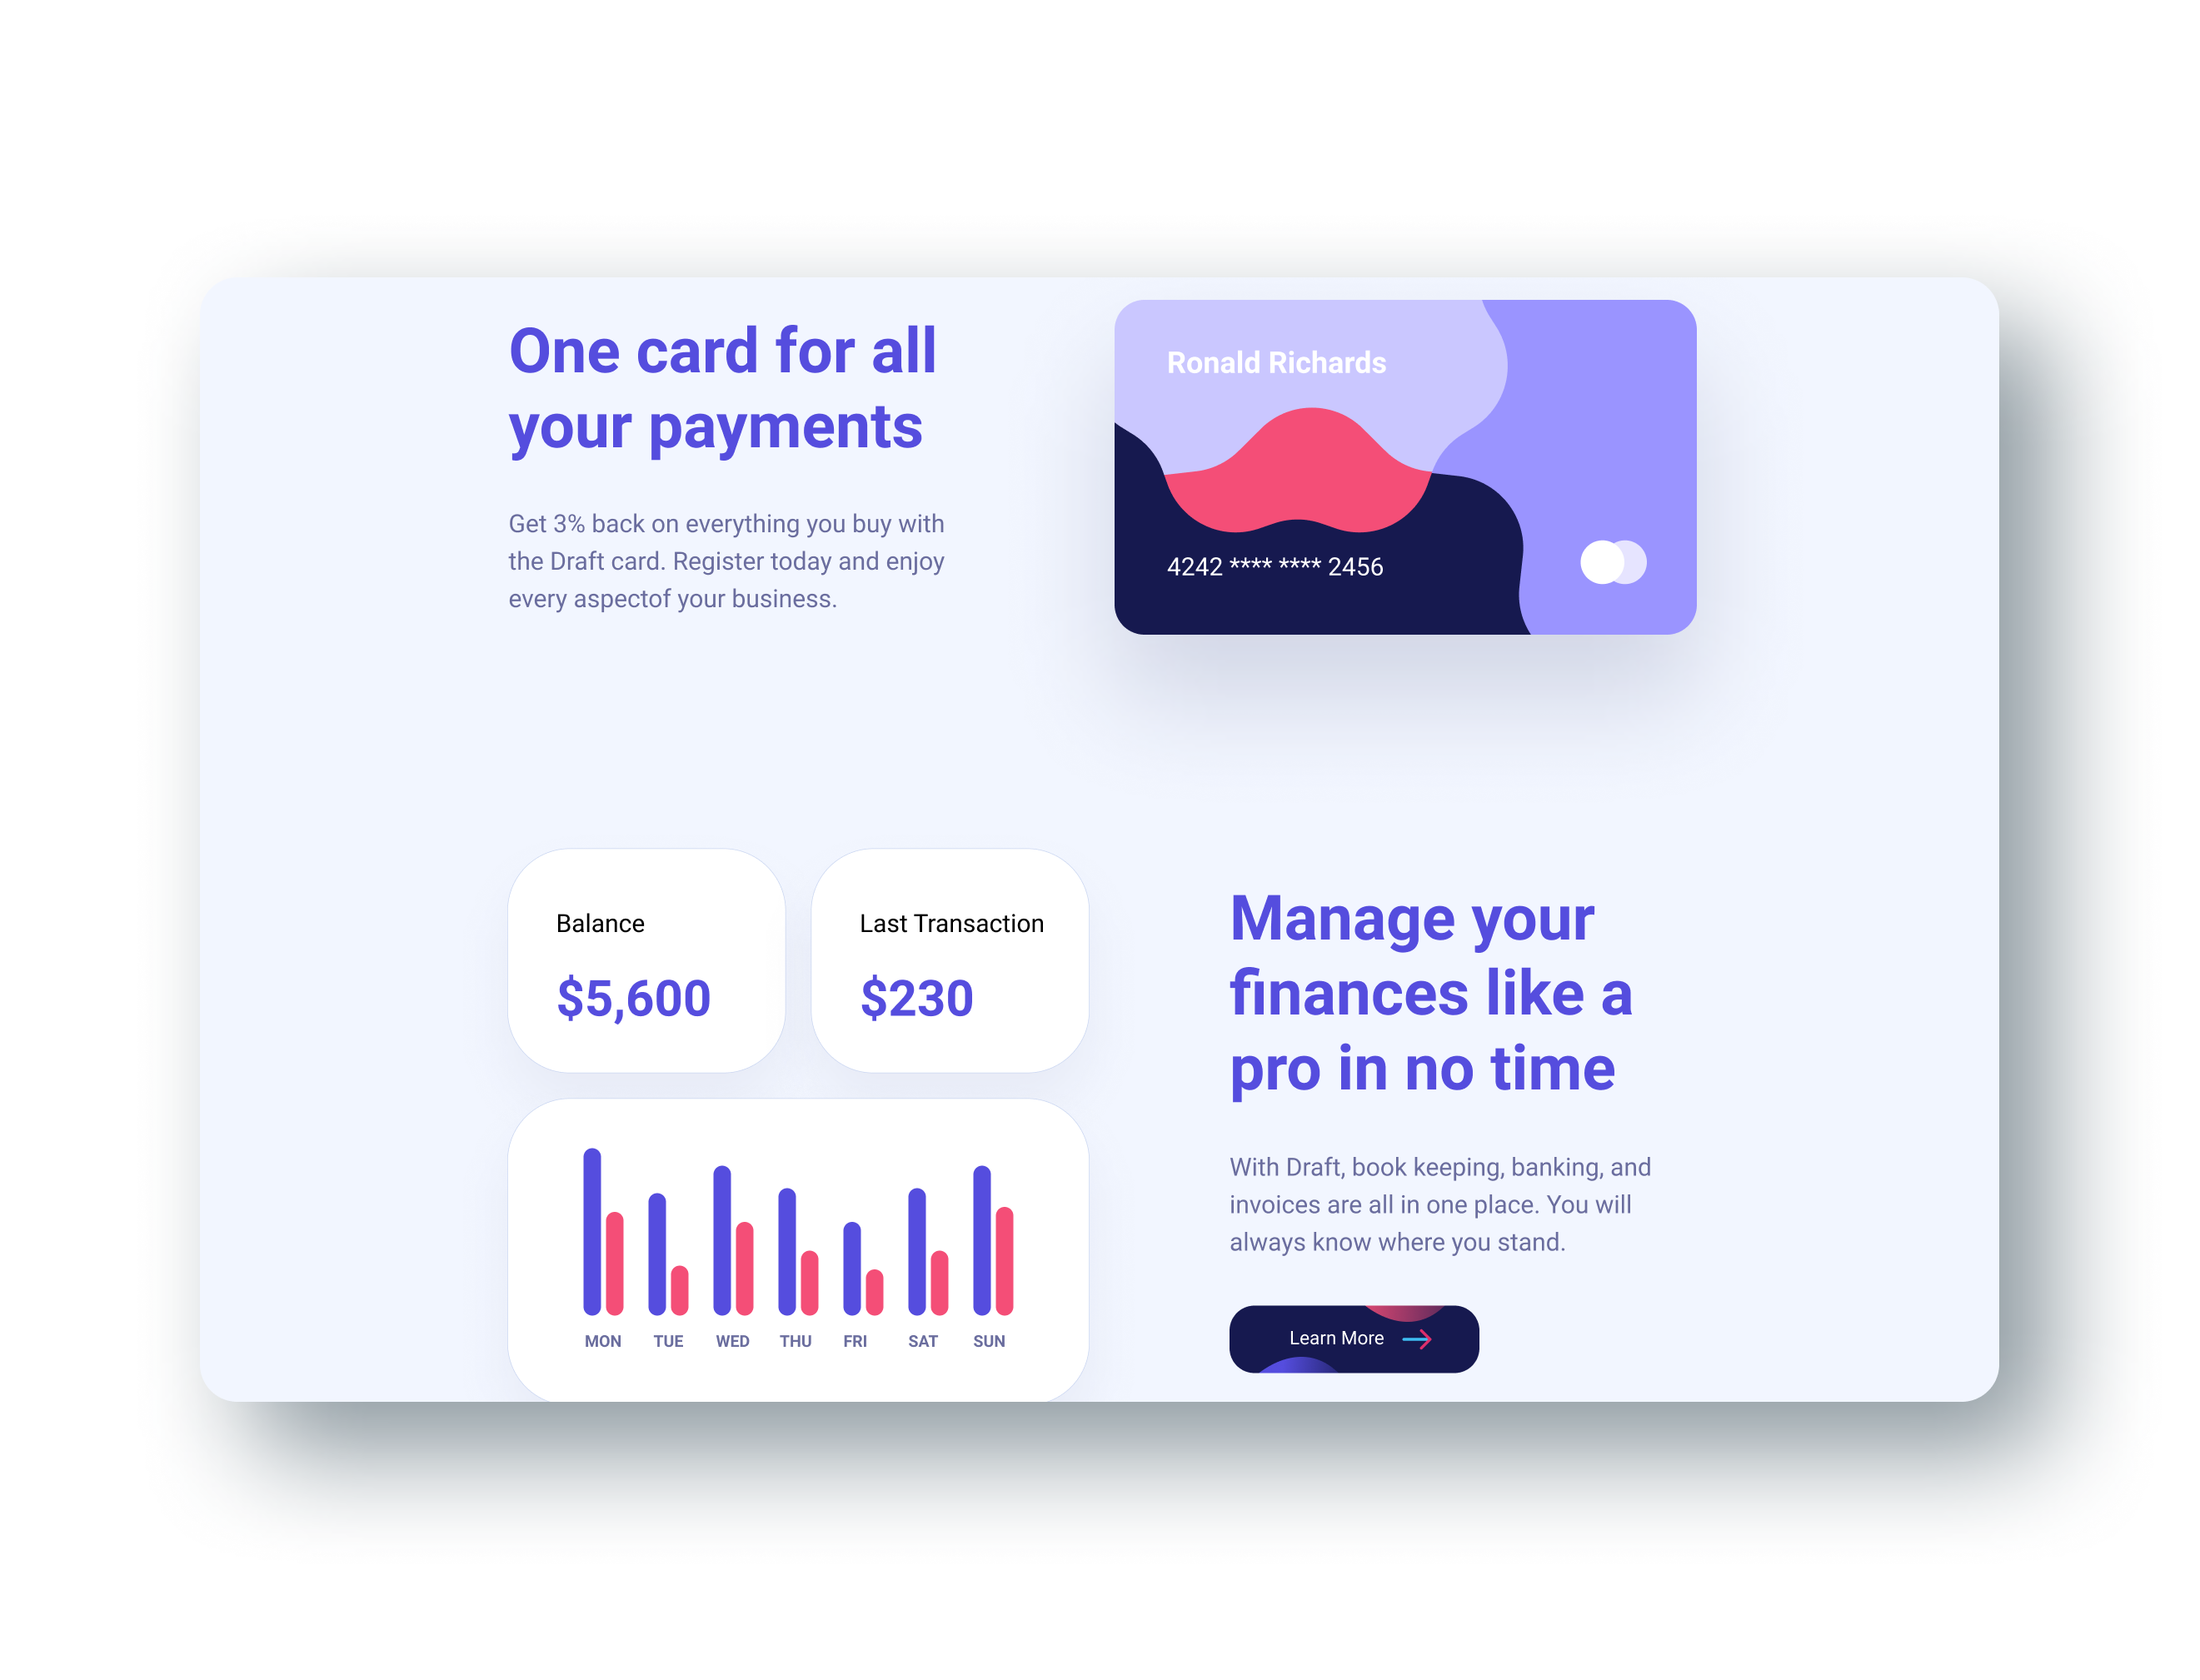 One card for all
your payments
Get 3% back on everything you buy with
the Draft card. Register today and enjoy
every aspectof your business.
Ronald Richards
4242 **** **** 2456
Balance
$5,600
Last Transaction
$230
MON TUE WED THU FRI SAT SUN
Manage your
finances like a
pro in no time
With Draft, book keeping, banking, and
invoices are all in one place. You will
always know where you stand.
Learn More